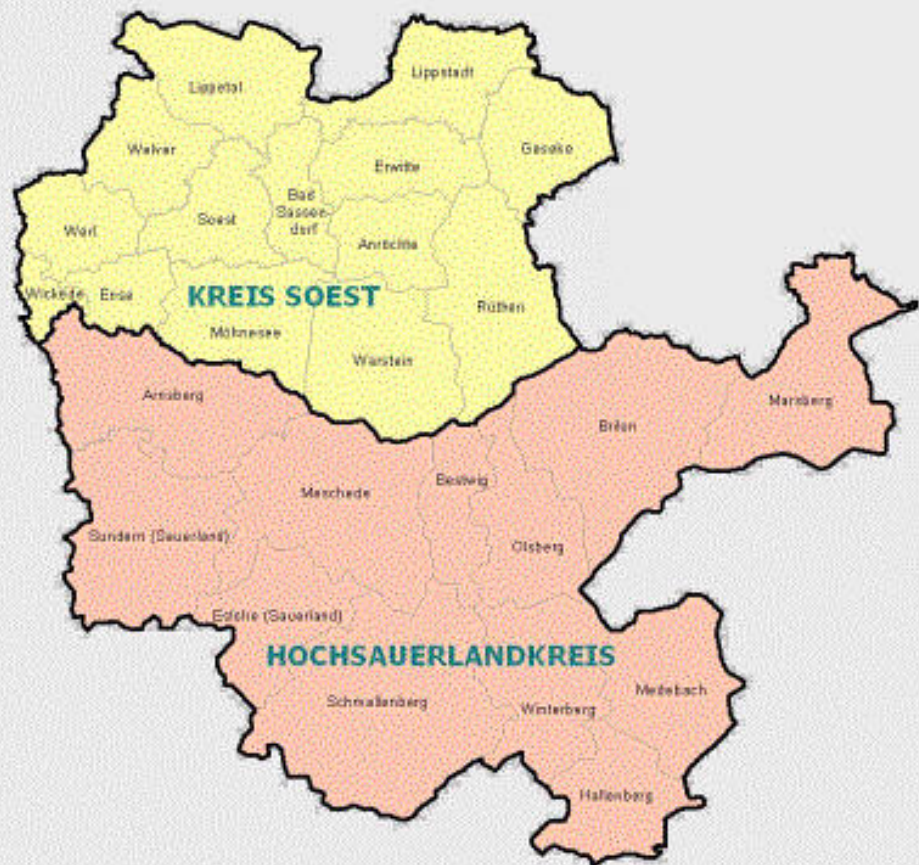 Lippetal
Lippstadt
Welver
Erwitte
Geseke
Werl
Soest
Bad
Sassen
dorf
Anröchte
Wickede
Ense
KREIS SOEST
Möhnesee
Rüthen
Warstein
Arnsberg
Marsberg
Brilon
Meschede
Bestwig
Sundern (Sauerland)
Olsberg
Eslohe (Sauerland)
HOCHSAUERLANDKREIS
Schmallenberg
Winterberg
Medebach
Hallenberg